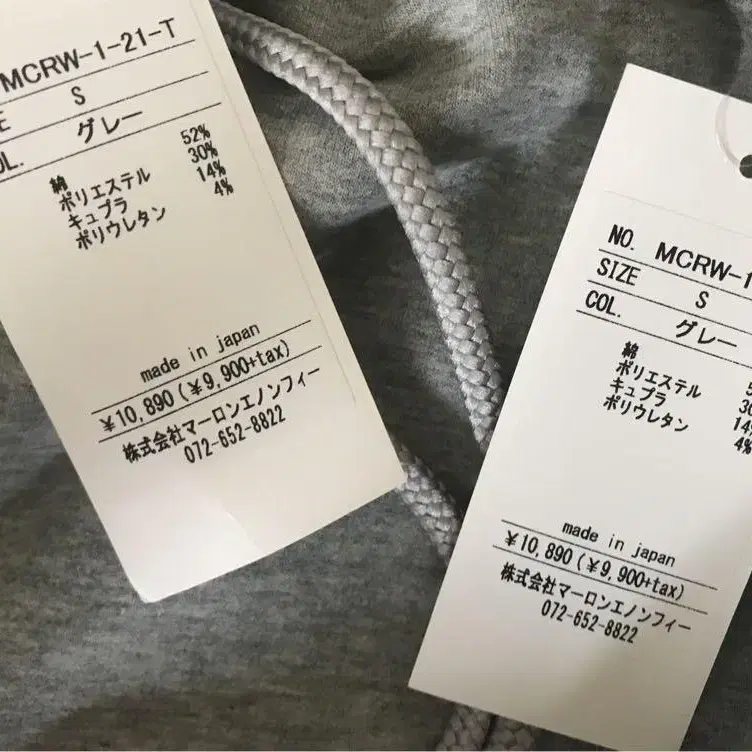 MCRW-1-21-T
E S
OL. グレー
綿 52%
ポリエステル 30%
キュプラ 14%
ポリウレタン 4%
made in japan
¥10,890(¥9,900+tax)
株式会社マーロンエノンフィー
072-652-8822
NO. MCRW-1
SIZE S
COL. グレー
綿 5
ポリエステル 30
キュプラ 14%
ポリウレタン 4%
made in japan
¥10,890(¥9,900+tax)
株式会社マーロンエノンフィー
072-652-8822